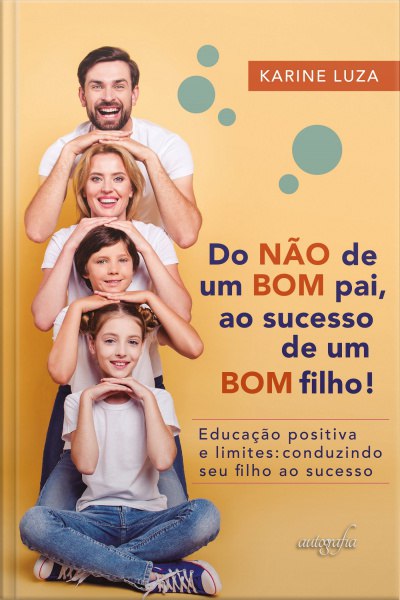 KARINE LUZA
Do NÃO de
um BOM pai,
ao sucesso
de um
BOM filho!
Educação positiva
e limites: conduzindo
seu filho ao sucesso
autografia